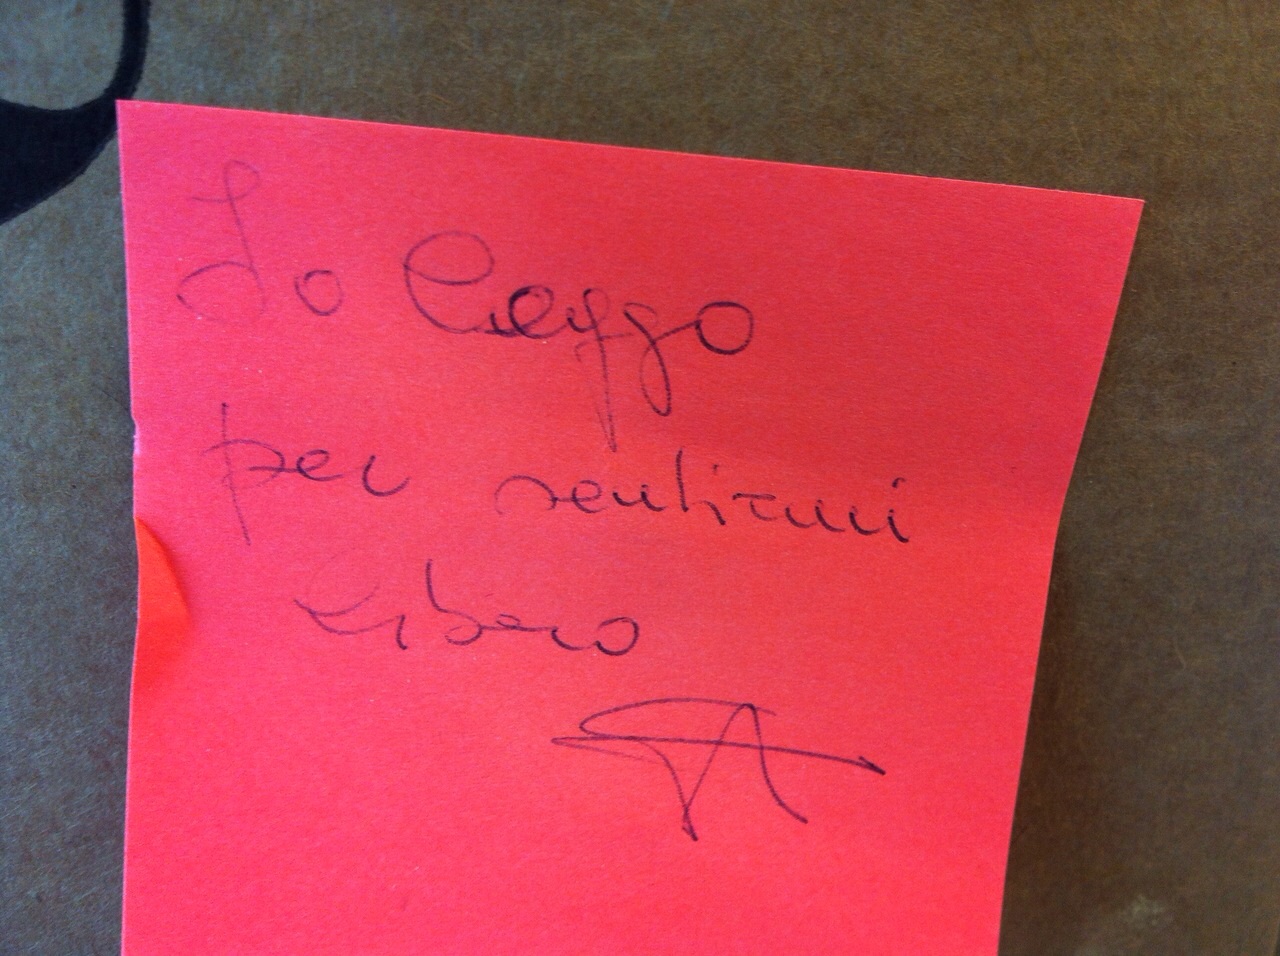 Io leggo
per sentirmi
libero